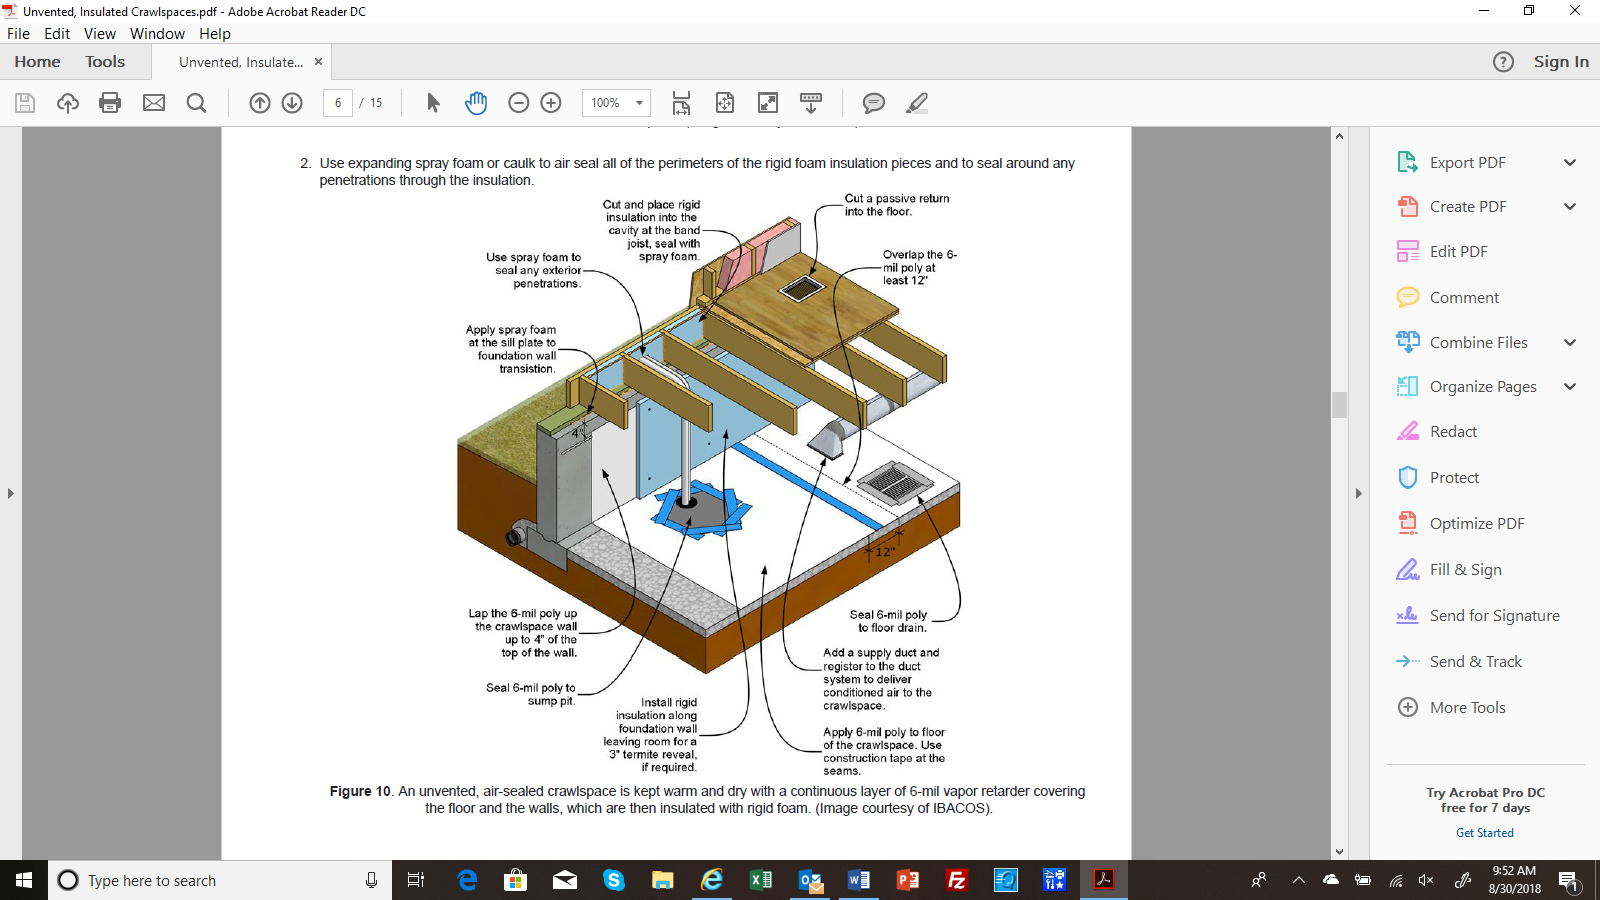 Unvented, Insulated Crawlspaces.pdf - Adobe Acrobat Reader DC
File Edit View Window Help
Home Tools Unvented, Insulate... × ? Sign In
6 / 15 100%
2. Use expanding spray foam or caulk to air seal all of the perimeters of the rigid foam insulation pieces and to seal around any
penetrations through the insulation.
Cut and place rigid
insulation into the
cavity at the band
joist, seal with
spray foam.
Cut a passive return
into the floor.
Use spray foam to
seal any exterior
penetrations.
Overlap the 6-
mil poly at
least 12"
Apply spray foam
at the sill plate to
foundation wall
transistion.
4"
12"
Lap the 6-mil poly up
the crawlspace wall
up to 4" of the
top of the wall.
Seal 6-mil poly
to floor drain.
Seal 6-mil poly to
sump pit.
Add a supply duct and
register to the duct
system to deliver
conditioned air to the
crawlspace.
Install rigid
insulation along
foundation wall
leaving room for a
3" termite reveal,
if required.
Apply 6-mil poly to floor
of the crawlspace. Use
construction tape at the
seams.
Figure 10. An unvented, air-sealed crawlspace is kept warm and dry with a continuous layer of 6-mil vapor retarder covering
the floor and the walls, which are then insulated with rigid foam. (Image courtesy of IBACOS).
Export PDF
Create PDF
Edit PDF
Comment
Combine Files
Organize Pages
Redact
Protect
Optimize PDF
Fill & Sign
Send for Signature
Send & Track
More Tools
Try Acrobat Pro DC
free for 7 days
Get Started
Type here to search
9:52 AM
8/30/2018
1